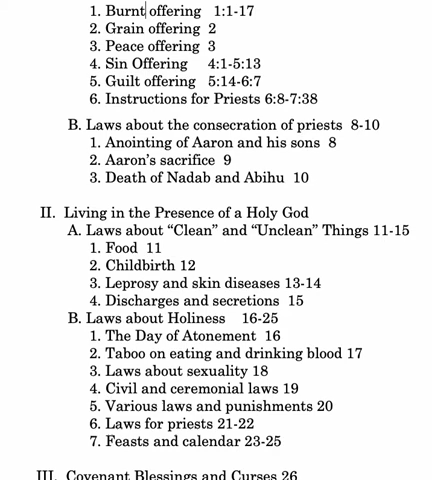 1. Burnt offering 1:1-17
2. Grain offering 2
3. Peace offering 3
4. Sin Offering 4:1-5:13
5. Guilt offering 5:14-6:7
6. Instructions for Priests 6:8-7:38
B. Laws about the consecration of priests 8-10
1. Anointing of Aaron and his sons 8
2. Aaron's sacrifice 9
3. Death of Nadab and Abihu 10
II. Living in the Presence of a Holy God
A. Laws about “Clean” and “Unclean” Things 11-15
1. Food 11
2. Childbirth 12
3. Leprosy and skin diseases 13-14
4. Discharges and secretions 15
B. Laws about Holiness 16-25
1. The Day of Atonement 16
2. Taboo on eating and drinking blood 17
3. Laws about sexuality 18
4. Civil and ceremonial laws 19
5. Various laws and punishments 20
6. Laws for priests 21-22
7. Feasts and calendar 23-25
III. Covenant Blessings and Curses 26